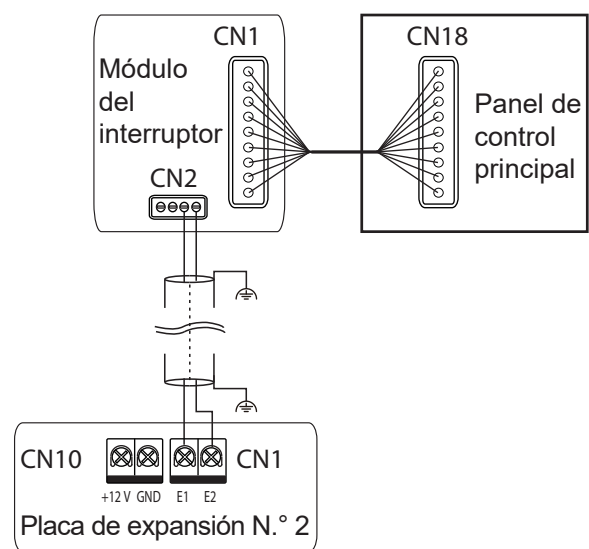 CN1
CN18
Módulo
del
interruptor
Panel de
control
principal
CN2
CN10
CN1
+12 V GND E1 E2
Placa de expansión N.° 2